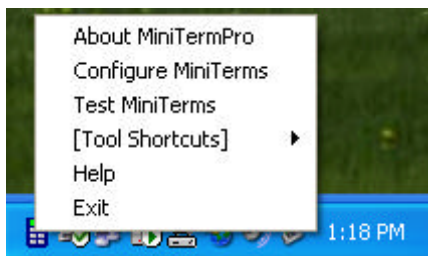 About MiniTermPro
Configure MiniTerms
Test MiniTerms
[Tool Shortcuts]
Help
Exit
1:18 PM